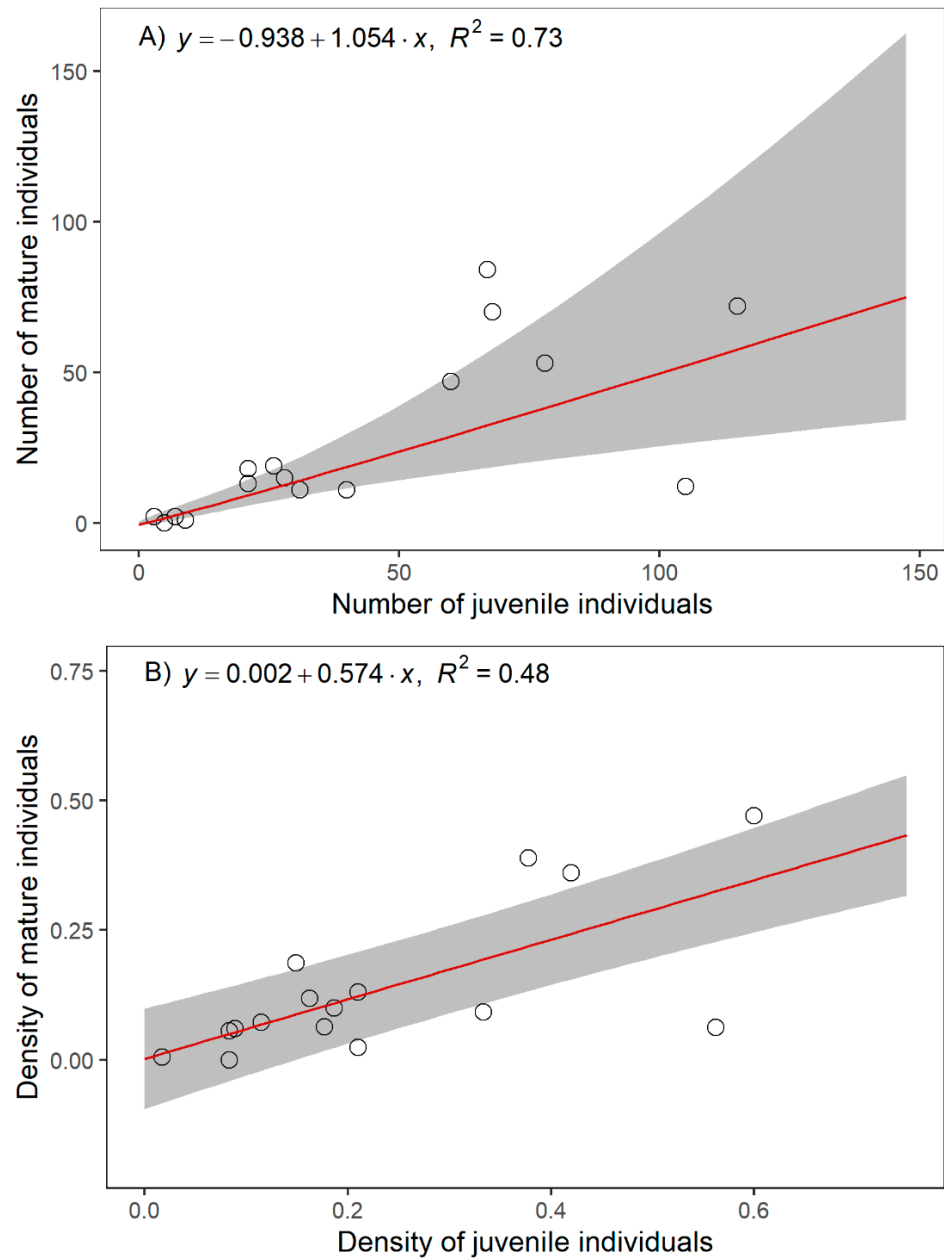 A) y = − 0.938 + 1.054 · x, R² = 0.73
150
100
50
0
Number of mature individuals
0 50 100 150
Number of juvenile individuals
B) y = 0.002 + 0.574 · x, R² = 0.48
0.75
0.50
0.25
0.00
Density of mature individuals
0.0 0.2 0.4 0.6
Density of juvenile individuals